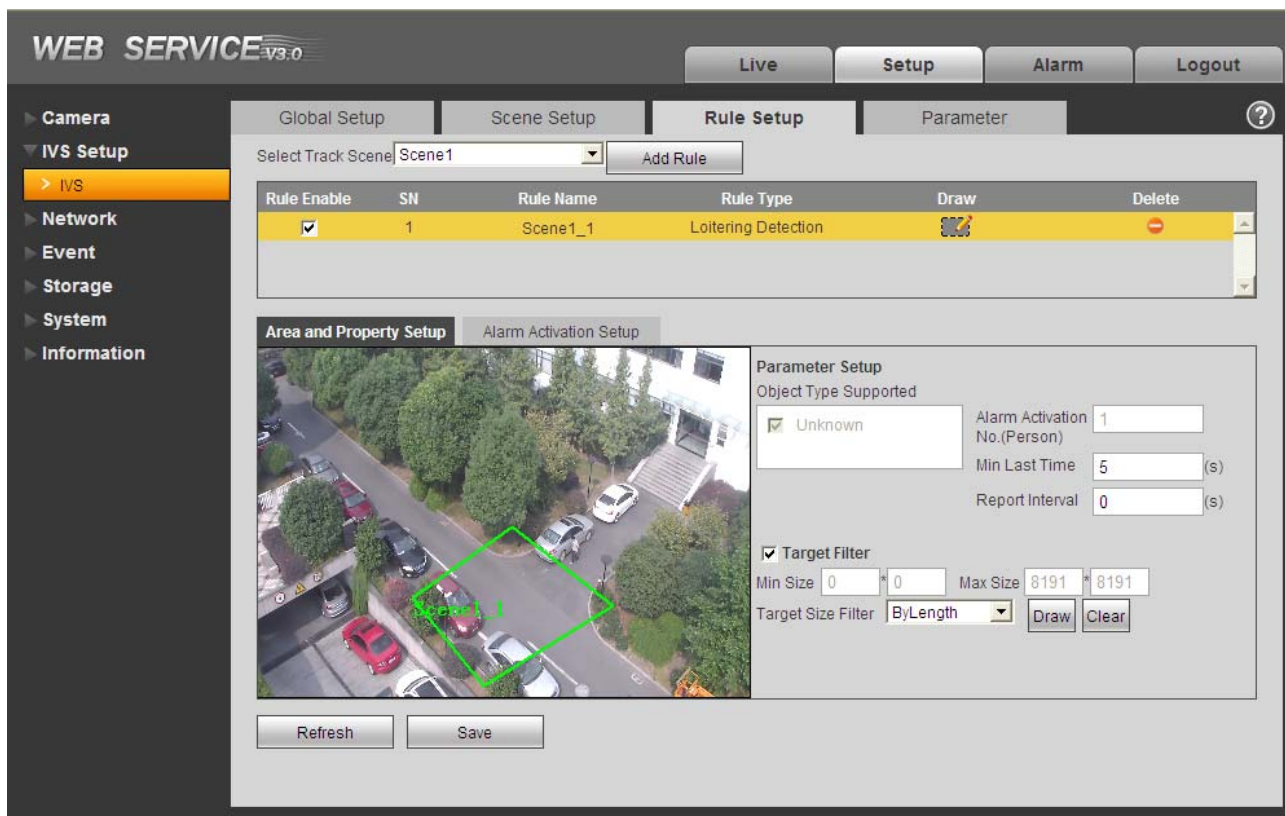 WEB SERVICE V3.0
Live Setup Alarm Logout
Camera
IVS Setup
> IVS
Network
Event
Storage
System
Information
Global Setup Scene Setup Rule Setup Parameter ?
Select Track Scene Scene1 Add Rule
Rule Enable SN Rule Name Rule Type Draw Delete
1 Scene1_1 Loitering Detection
Area and Property Setup Alarm Activation Setup
Scene1_1
Parameter Setup
Object Type Supported
Unknown
Alarm Activation 1
No.(Person)
Min Last Time 5 (s)
Report Interval 0 (s)
Target Filter
Min Size 0 * 0 Max Size 8191 * 8191
Target Size Filter ByLength Draw Clear
Refresh Save